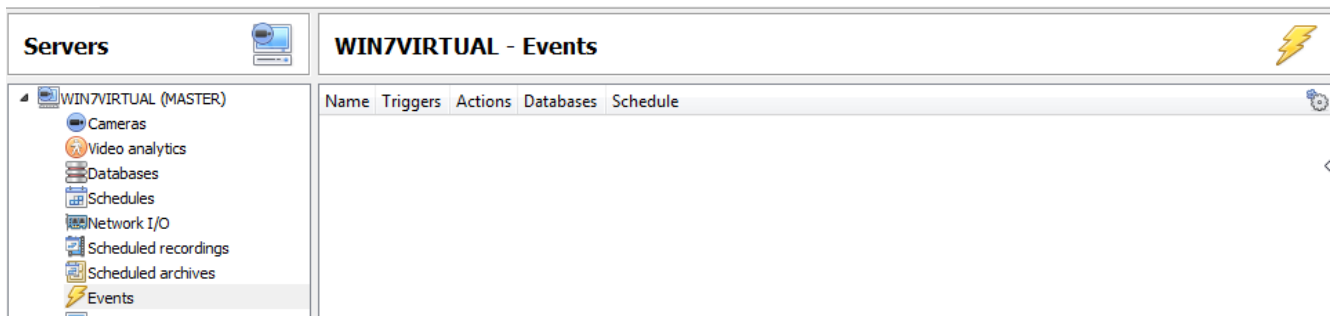 Servers
WIN7VIRTUAL - Events
WIN7VIRTUAL (MASTER)
Cameras
Video analytics
Databases
Schedules
Network I/O
Scheduled recordings
Scheduled archives
Events
Name Triggers Actions Databases Schedule